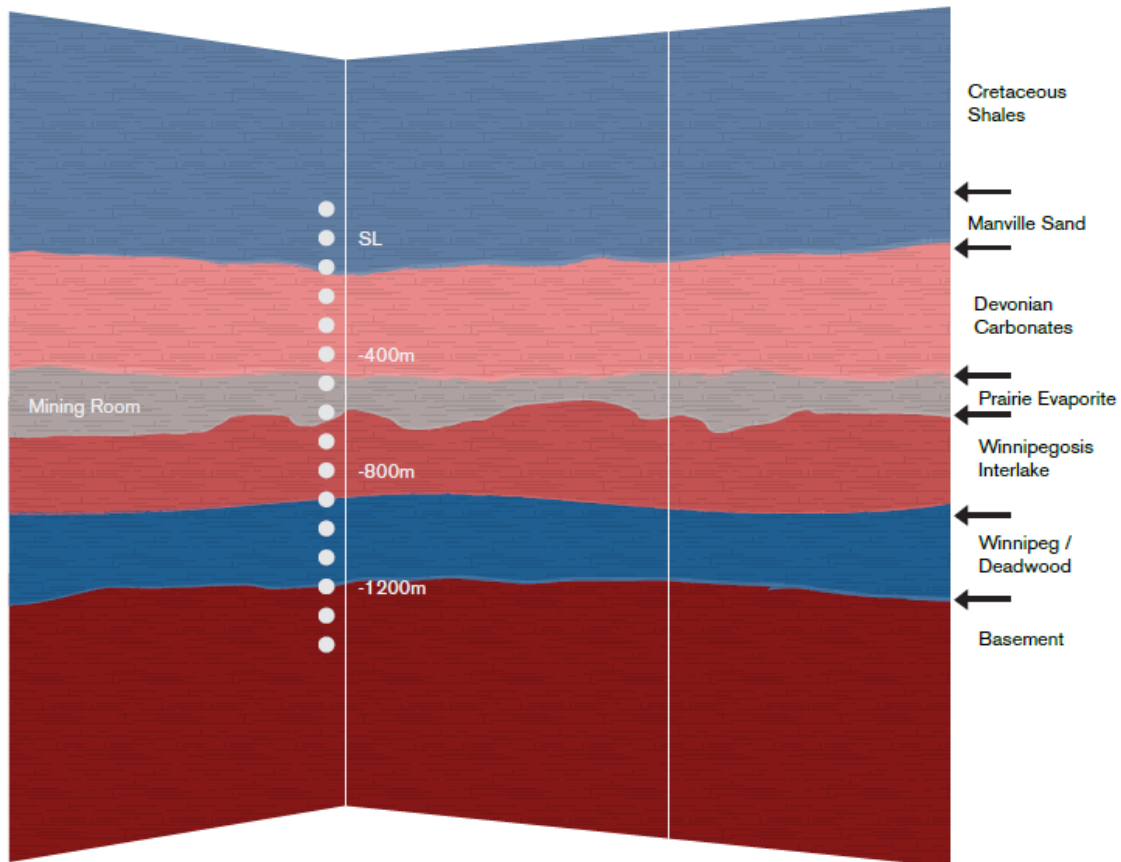 Cretaceous
Shales
Manville Sand
SL
Devonian
Carbonates
-400m
Prairie Evaporite
Mining Room
Winnipegosis
Interlake
-800m
Winnipeg /
Deadwood
-1200m
Basement